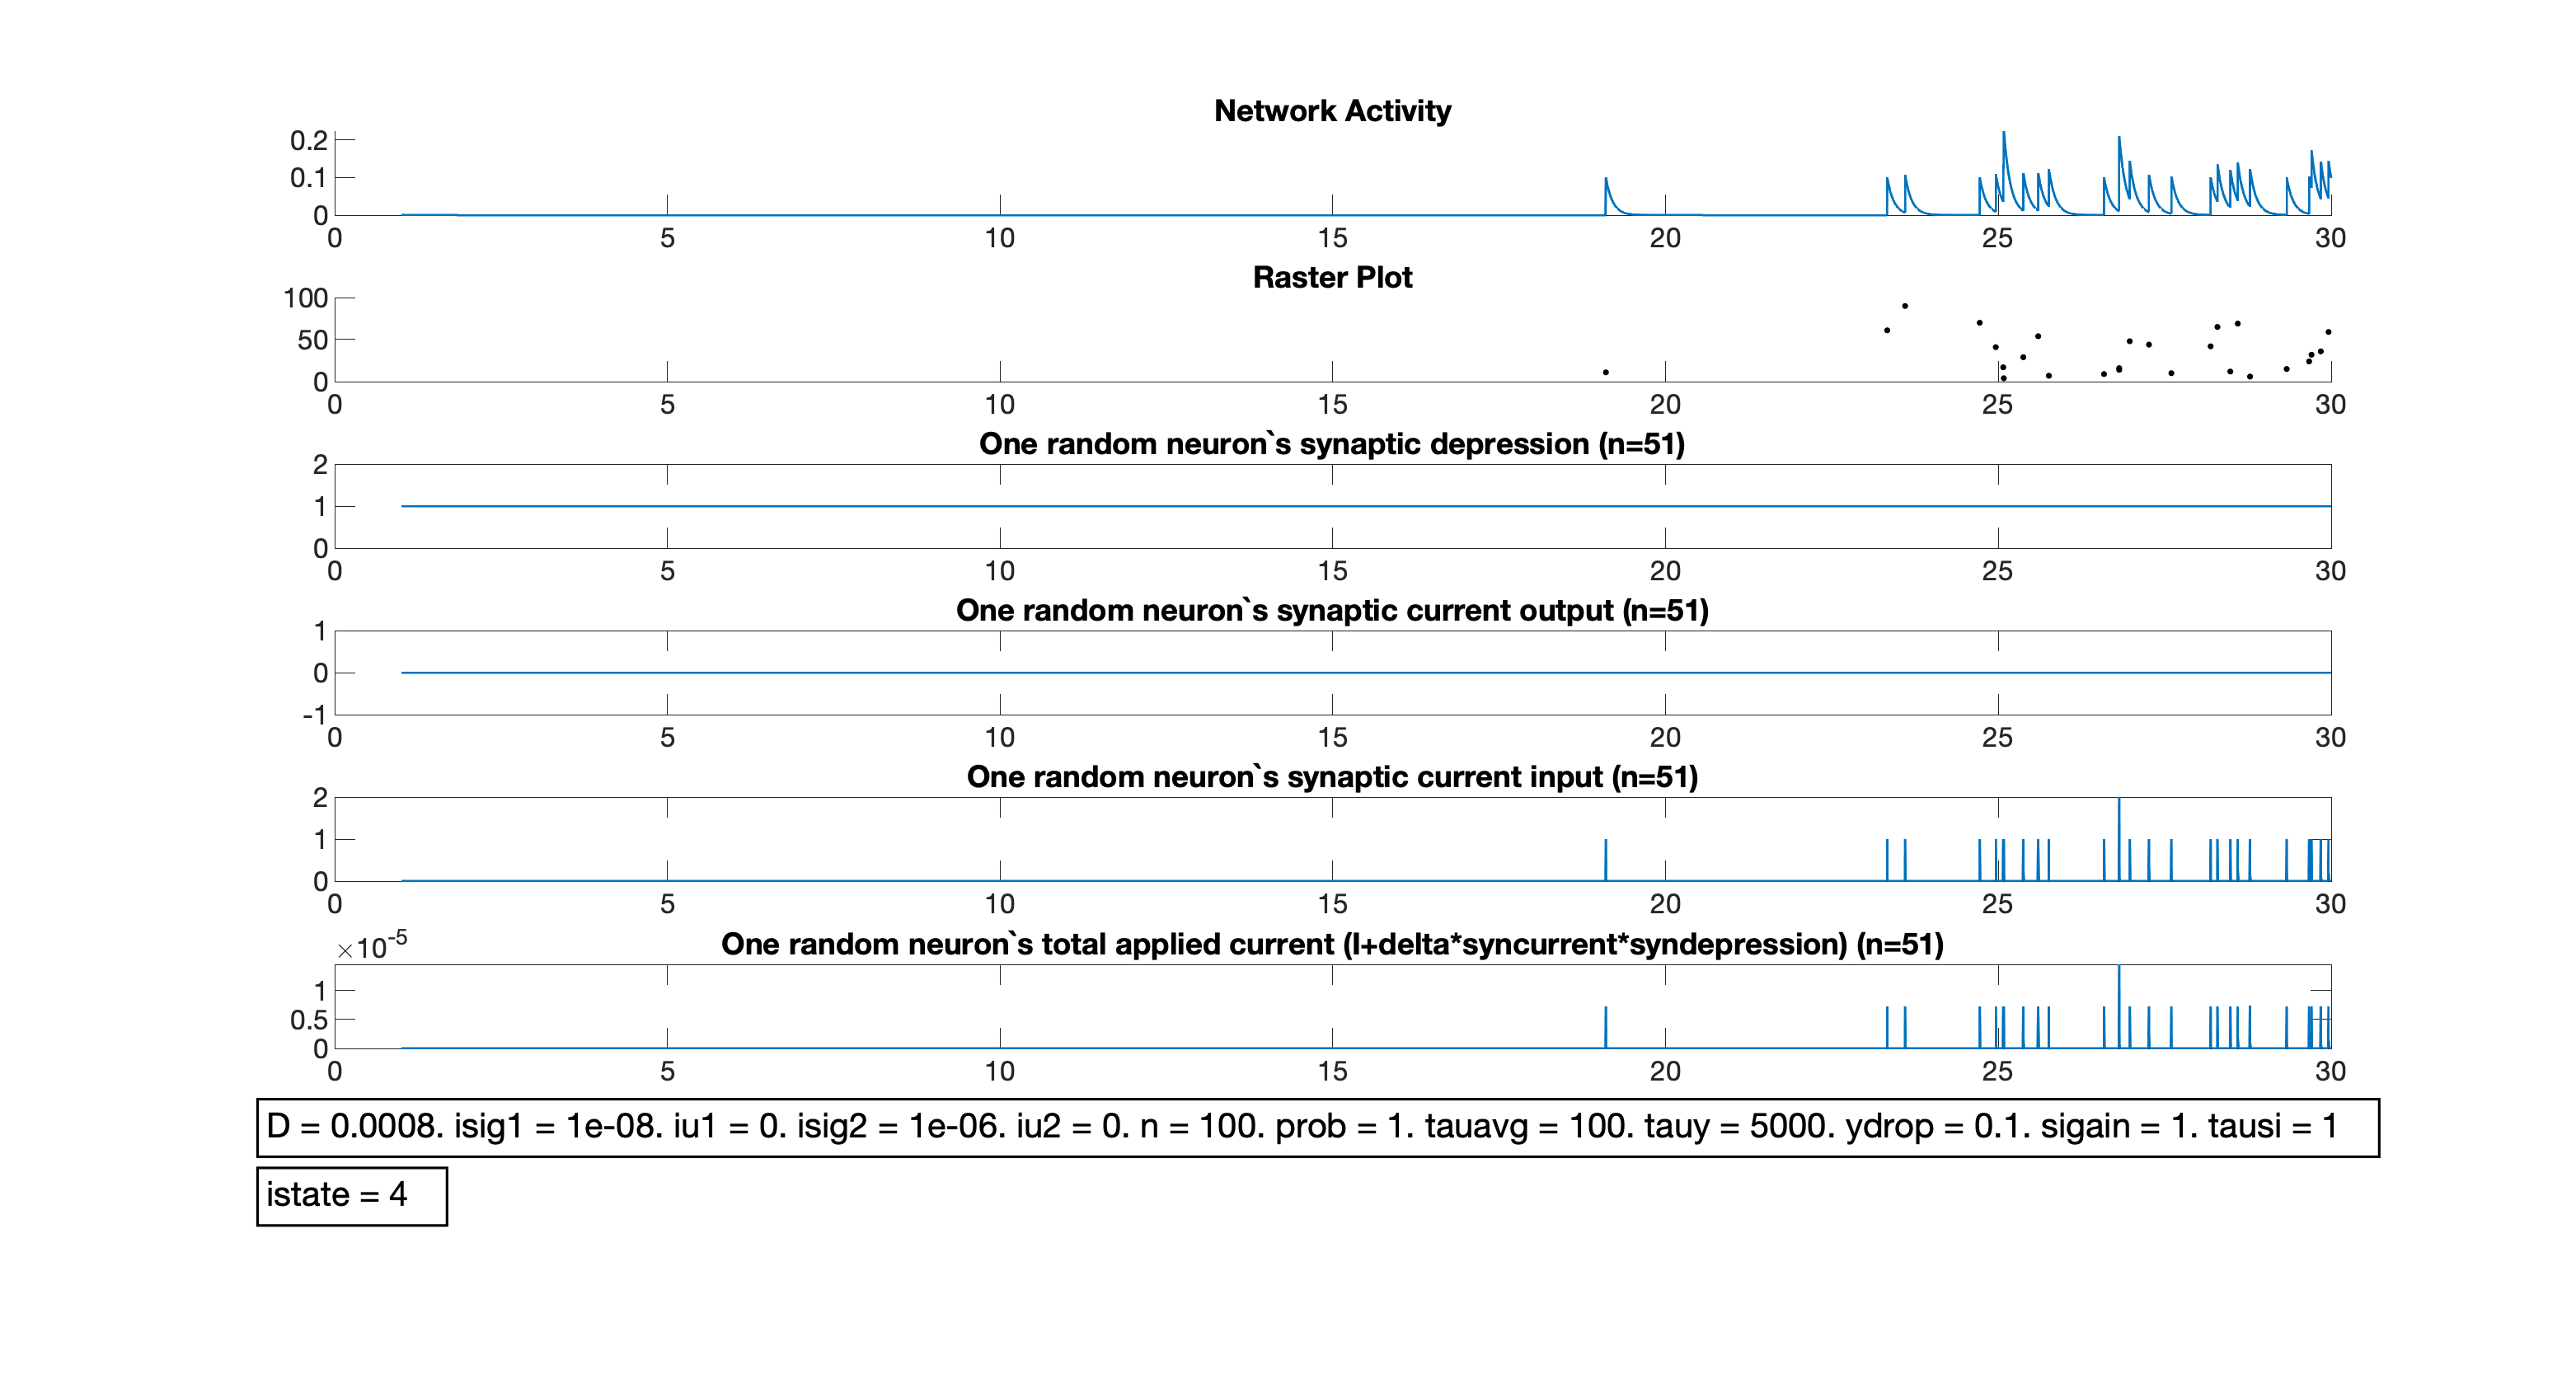 Network Activity
0.2
0.1
0
0 5 10 15 20 25 30
Raster Plot
100
50
0
0 5 10 15 20 25 30
One random neuron`s synaptic depression (n=51)
2
1
0
0 5 10 15 20 25 30
One random neuron`s synaptic current output (n=51)
1
0
-1
0 5 10 15 20 25 30
One random neuron`s synaptic current input (n=51)
2
1
0
0 5 10 15 20 25 30
×10-5 One random neuron`s total applied current (I+delta*syncurrent*syndepression) (n=51)
1
0.5
0
0 5 10 15 20 25 30
D = 0.0008. isig1 = 1e-08. iu1 = 0. isig2 = 1e-06. iu2 = 0. n = 100. prob = 1. tauavg = 100. tauy = 5000. ydrop = 0.1. sigain = 1. tausi = 1
istate = 4